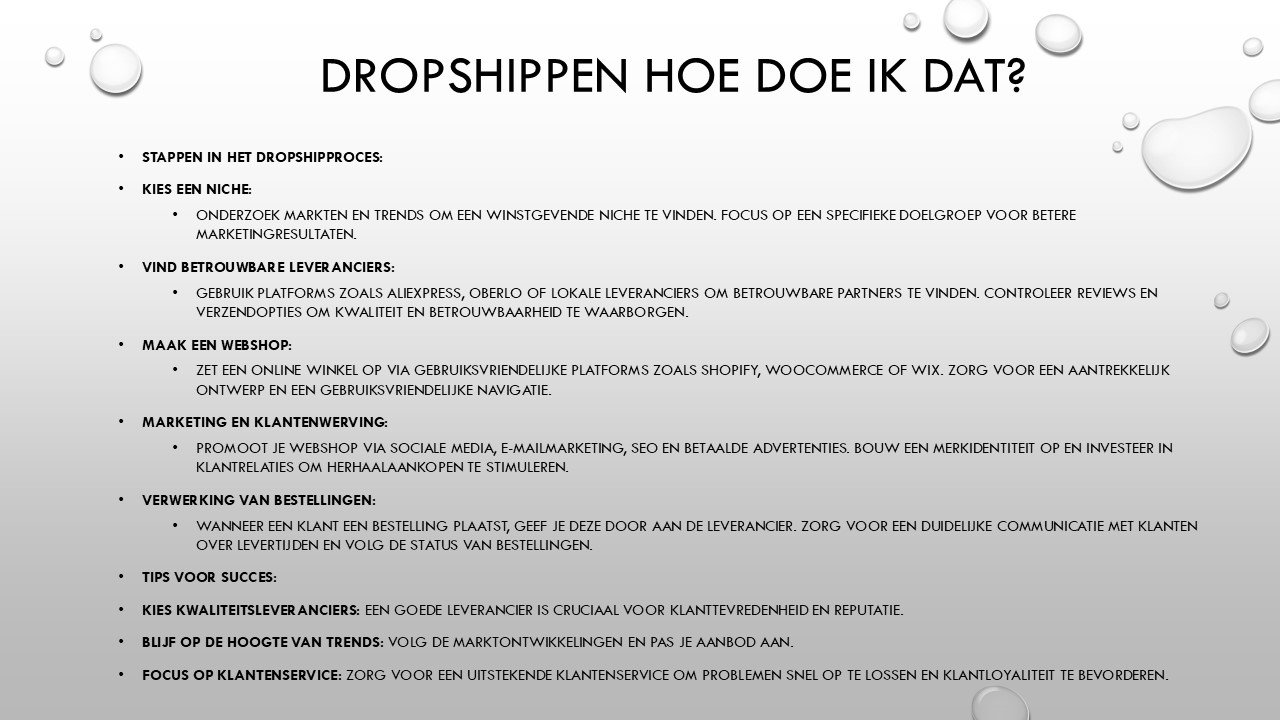 DROPSHIPPEN HOE DOE IK DAT?
• STAPPEN IN HET DROPSHIPPROCES:
• KIES EEN NICHE:
• ONDERZOEK MARKTEN EN TRENDS OM EEN WINSTGEVENDE NICHE TE VINDEN. FOCUS OP EEN SPECIFIEKE DOELGROEP VOOR BETERE
MARKETINGRESULTATEN.
• VIND BETROUWBARE LEVERANCIERS:
• GEBRUIK PLATFORMS ZOALS ALIEXPRESS, OBERLO OF LOKALE LEVERANCIERS OM BETROUWBARE PARTNERS TE VINDEN. CONTROLEER REVIEWS EN
VERZENDOPTIES OM KWALITEIT EN BETROUWBAARHEID TE WAARBORGEN.
• MAAK EEN WEBSHOP:
• ZET EEN ONLINE WINKEL OP VIA GEBRUIKSVRIENDELIJKE PLATFORMS ZOALS SHOPIFY, WOOCOMMERCE OF WIX. ZORG VOOR EEN AANTREKKELIJK
ONTWERP EN EEN GEBRUIKSVRIENDELIJKE NAVIGATIE.
• MARKETING EN KLANTENWERVING:
• PROMOOT JE WEBSHOP VIA SOCIALE MEDIA, E-MAILMARKETING, SEO EN BETAALDE ADVERTENTIES. BOUW EEN MERKIDENTITEIT OP EN INVESTEER IN
KLANTRELATIES OM HERHAALAANKOPEN TE STIMULEREN.
• VERWERKING VAN BESTELLINGEN:
• WANNEER EEN KLANT EEN BESTELLING PLAATST, GEEF JE DEZE DOOR AAN DE LEVERANCIER. ZORG VOOR EEN DUIDELIJKE COMMUNICATIE MET KLANTEN
OVER LEVERTIJDEN EN VOLG DE STATUS VAN BESTELLINGEN.
• TIPS VOOR SUCCES:
• KIES KWALITEITSLEVERANCIERS: EEN GOEDE LEVERANCIER IS CRUCIAAL VOOR KLANTTEVREDENHEID EN REPUTATIE.
• BLIJF OP DE HOOGTE VAN TRENDS: VOLG DE MARKTONTWIKKELINGEN EN PAS JE AANBOD AAN.
• FOCUS OP KLANTENSERVICE: ZORG VOOR EEN UITSTEKENDE KLANTENSERVICE OM PROBLEMEN SNEL OP TE LOSSEN EN KLANTLOYALITEIT TE BEVORDEREN.